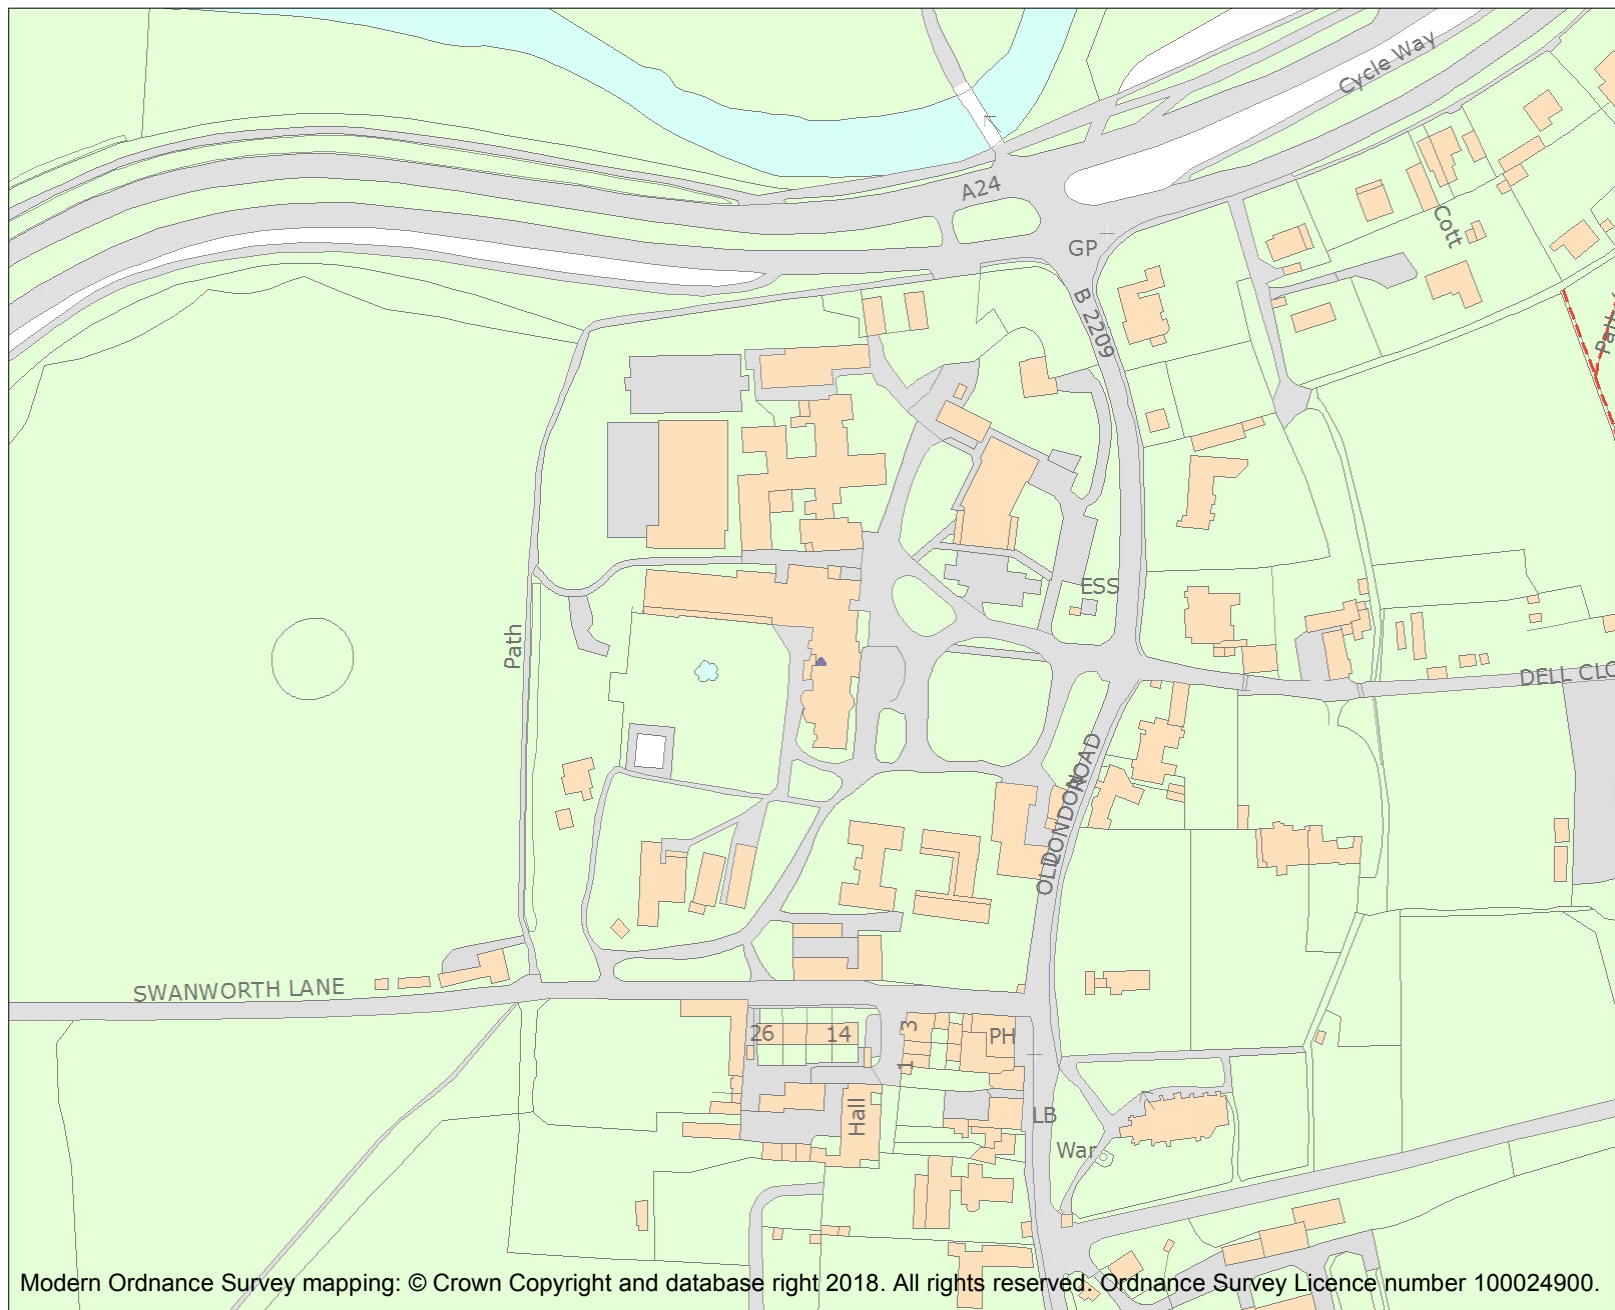 Cycle Way
A24
Cott
GP
B 2209
Path
ESS
Path
DELL CLO
OLD LONDON ROAD
SWANWORTH LANE
26
14
3
1
PH
Hall
LB
War
Modern Ordnance Survey mapping: © Crown Copyright and database right 2018. All rights reserved. Ordnance Survey Licence number 100024900.